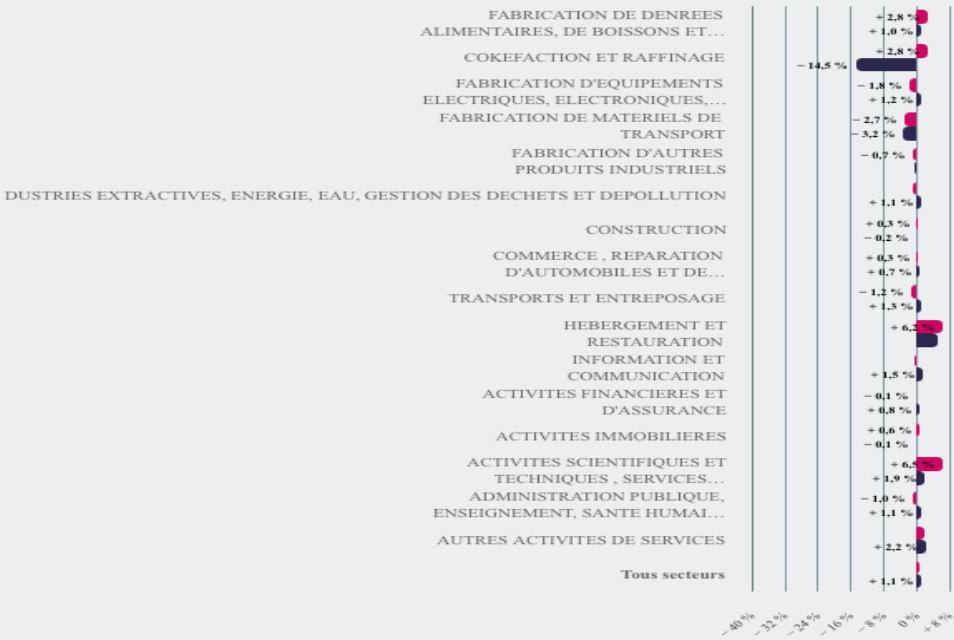 FABRICATION DE DENREES
ALIMENTAIRES, DE BOISSONS ET…
+ 2,8 %
+ 1,0 %
COKEFACTION ET RAFFINAGE
+ 2,8 %
− 14,5 %
FABRICATION D'EQUIPEMENTS
ELECTRIQUES, ELECTRONIQUES,…
− 1,8 %
+ 1,2 %
FABRICATION DE MATERIELS DE
TRANSPORT
− 2,7 %
− 3,2 %
FABRICATION D'AUTRES
PRODUITS INDUSTRIELS
− 0,7 %
DUSTRIES EXTRACTIVES, ENERGIE, EAU, GESTION DES DECHETS ET DEPOLLUTION
+ 1,1 %
CONSTRUCTION
+ 0,3 %
− 0,2 %
COMMERCE , REPARATION
D'AUTOMOBILES ET DE…
+ 0,3 %
+ 0,7 %
TRANSPORTS ET ENTREPOSAGE
− 1,2 %
+ 1,3 %
HEBERGEMENT ET
RESTAURATION
+ 6,2 %
INFORMATION ET
COMMUNICATION
+ 1,5 %
ACTIVITES FINANCIERES ET
D'ASSURANCE
− 0,1 %
+ 0,8 %
ACTIVITES IMMOBILIERES
+ 0,6 %
− 0,1 %
ACTIVITES SCIENTIFIQUES ET
TECHNIQUES , SERVICES…
+ 6,5 %
+ 1,9 %
ADMINISTRATION PUBLIQUE,
ENSEIGNEMENT, SANTE HUMAI…
− 1,0 %
+ 1,1 %
AUTRES ACTIVITES DE SERVICES
+ 2,2 %
Tous secteurs
+ 1,1 %
− 40 %
− 32 %
− 24 %
− 16 %
− 8 %
0 %
+ 8 %